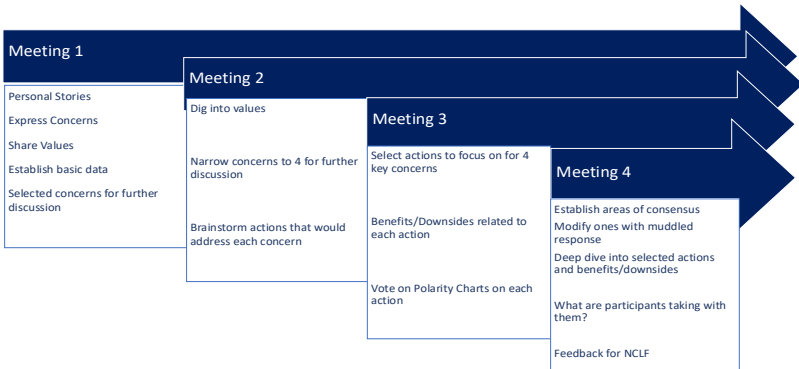 Meeting 1
Personal Stories
Express Concerns
Share Values
Establish basic data
Selected concerns for further
discussion
Meeting 2
Dig into values
Narrow concerns to 4 for further
discussion
Brainstorm actions that would
address each concern
Meeting 3
Select actions to focus on for 4
key concerns
Benefits/Downsides related to
each action
Vote on Polarity Charts on each
action
Meeting 4
Establish areas of consensus
Modify ones with muddled
response
Deep dive into selected actions
and benefits/downsides
What are participants taking with
them?
Feedback for NCLF